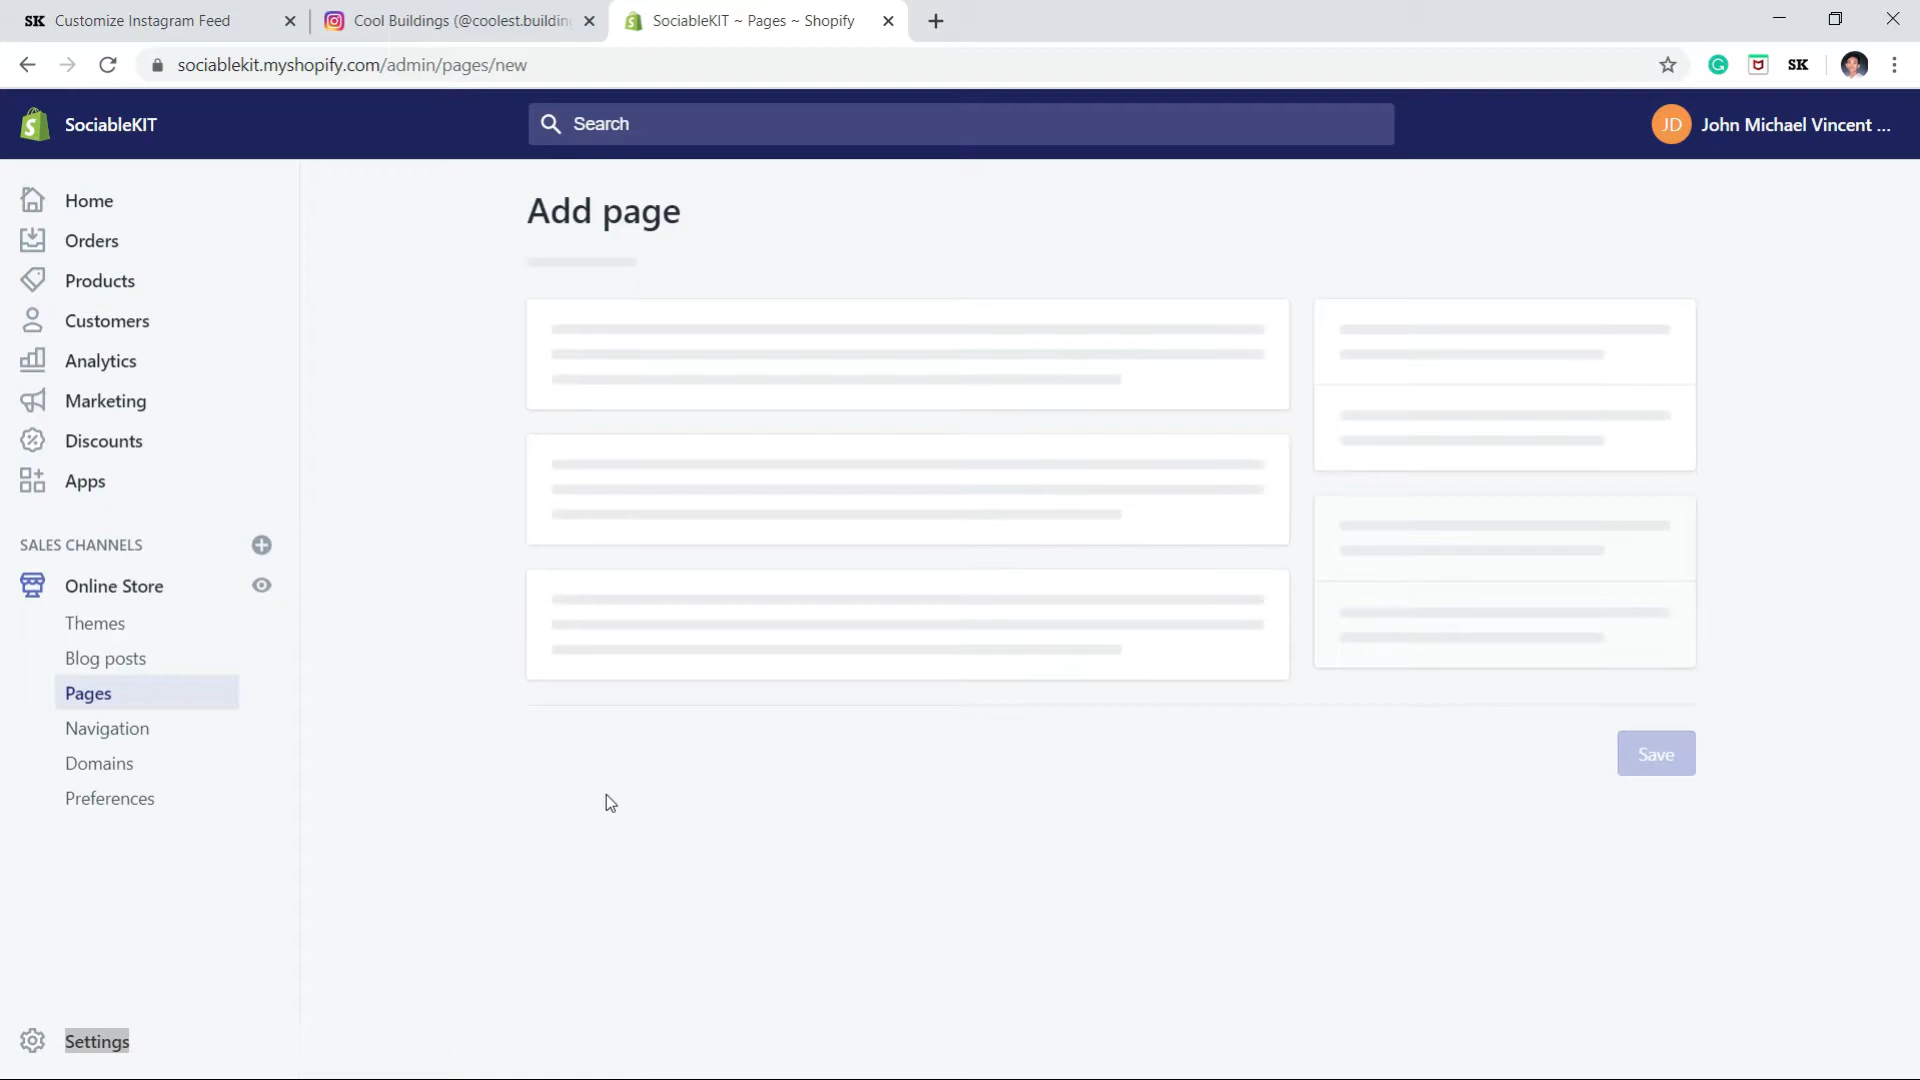 SK Customize Instagram Feed
Cool Buildings (@coolest.building
SociableKIT ~ Pages ~ Shopify
sociablekit.myshopify.com/admin/pages/new
SK
SociableKIT
Search
JD John Michael Vincent ...
Home
Orders
Products
Customers
Analytics
Marketing
Discounts
Apps
SALES CHANNELS
Online Store
Themes
Blog posts
Pages
Navigation
Domains
Preferences
Settings
Add page
Save